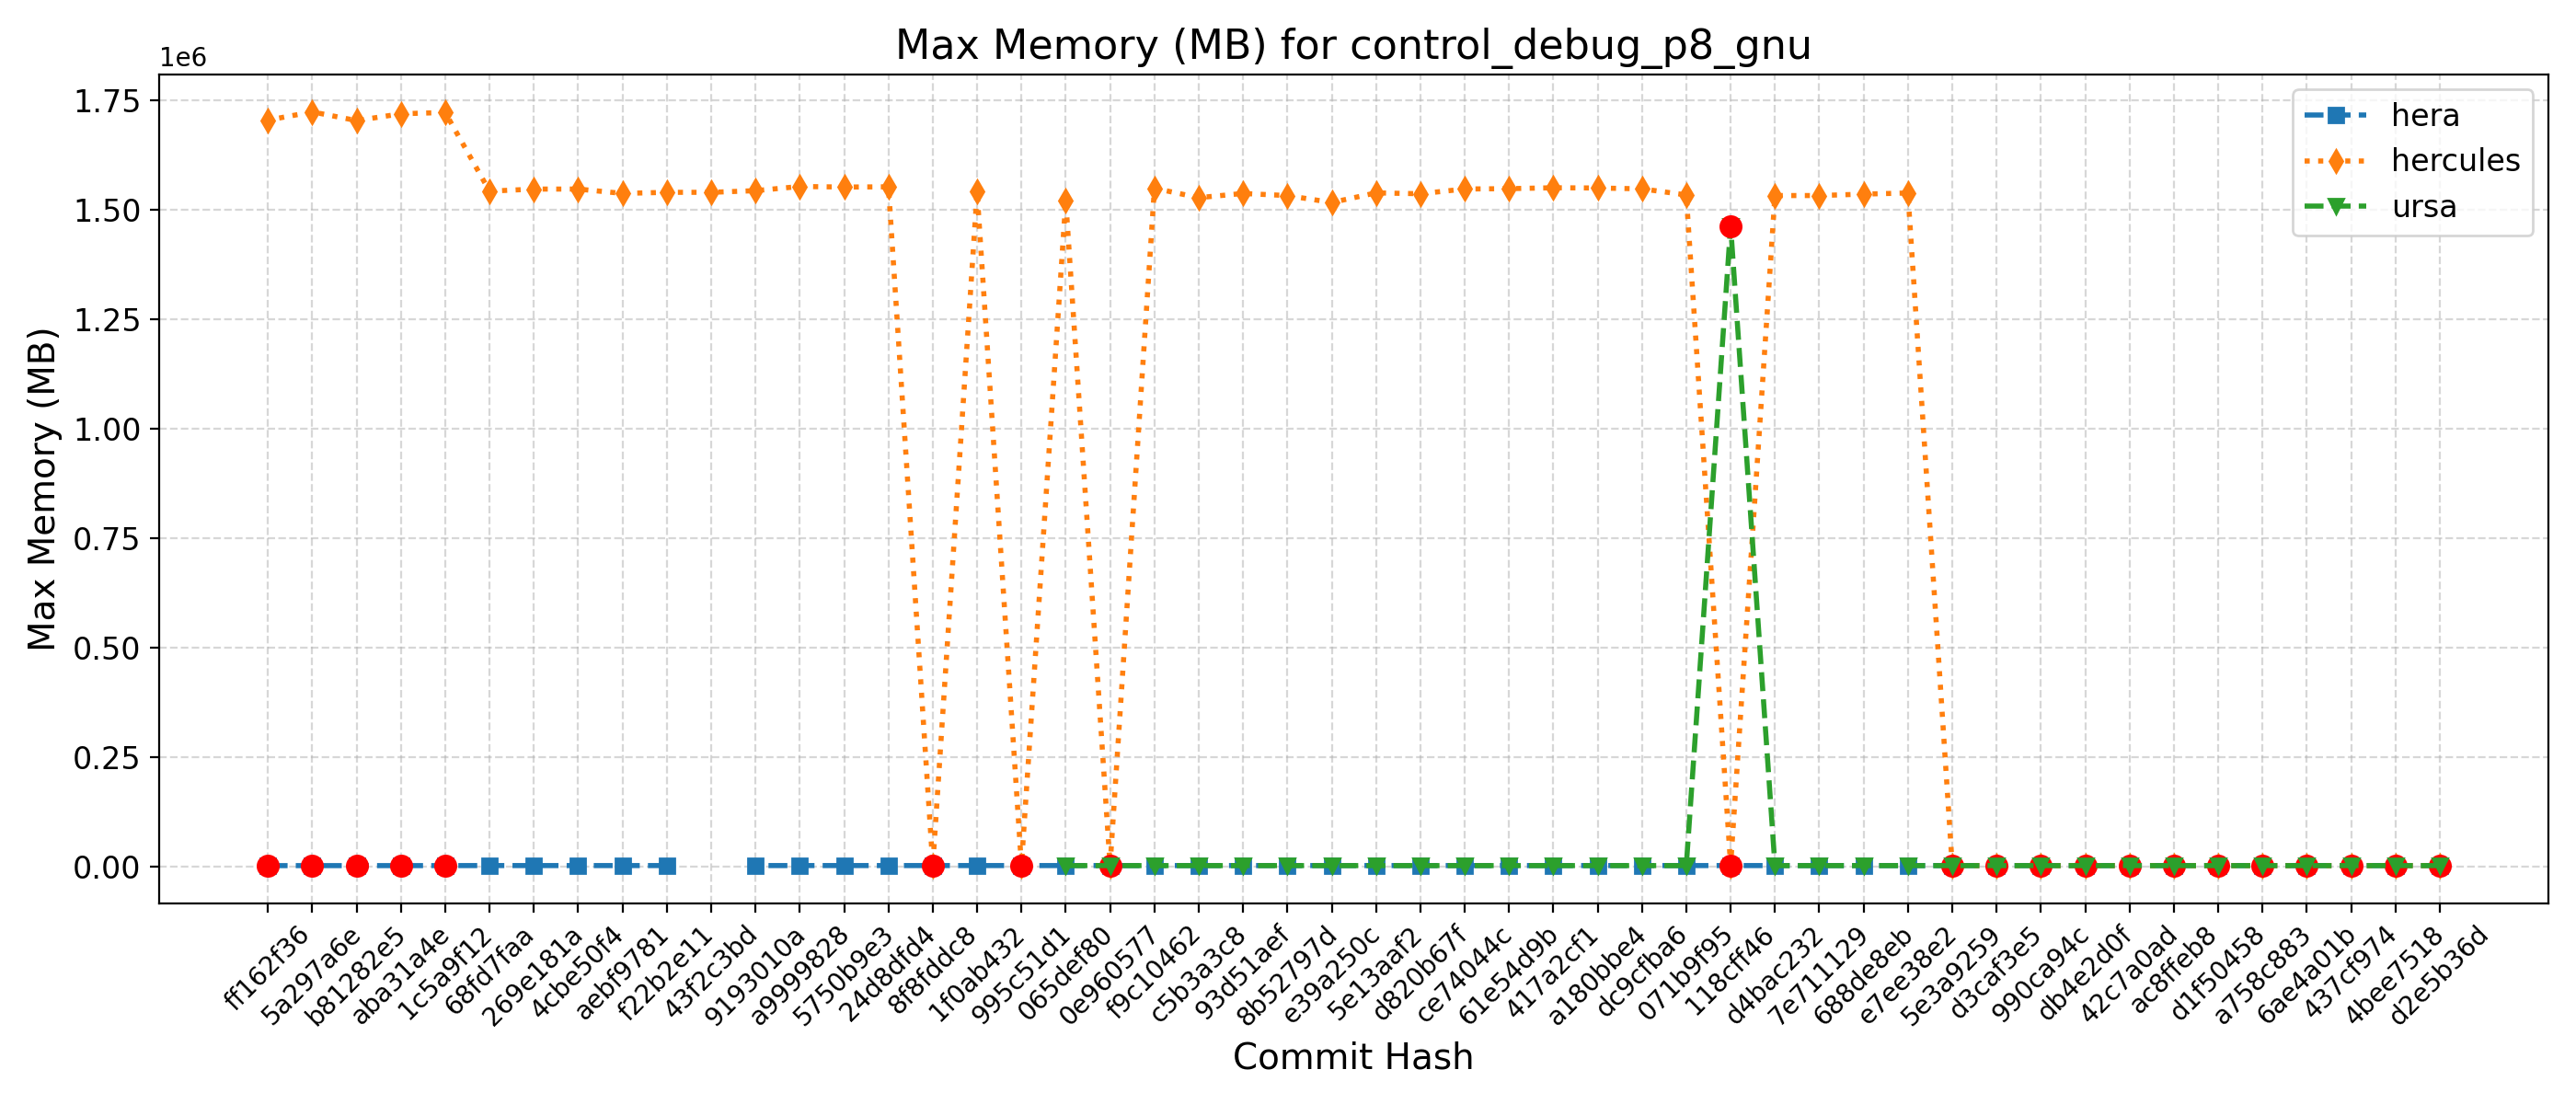 Max Memory (MB) for control_debug_p8_gnu
1e6
1.75
1.50
1.25
1.00
0.75
0.50
0.25
0.00
Max Memory (MB)
hera
hercules
ursa
ff162f36
5a297a6e
b81282e5
aba31a4e
1c5a9f12
68fd7faa
269e181a
4cbe50f4
aebf9781
f22b2e11
43f2c3bd
9193010a
a9999828
5750b9e3
24d8dfd4
8f8fddc8
1f0ab432
995c51d1
065def80
0e960577
f9c10462
c5b3a3c8
93d51aef
8b52797d
e39a250c
5e13aaf2
d820b67f
ce74044c
61e54d9b
417a2cf1
a180bbe4
dc9cfba6
071b9f95
118cff46
d4bac232
7e711129
688de8eb
e7ee38e2
5e3a9259
d3caf3e5
990ca94c
db4e2d0f
42c7a0ad
ac8ffeb8
d1f50458
a758c883
6ae4a01b
437cf974
4bee7518
d2e5b36d
Commit Hash